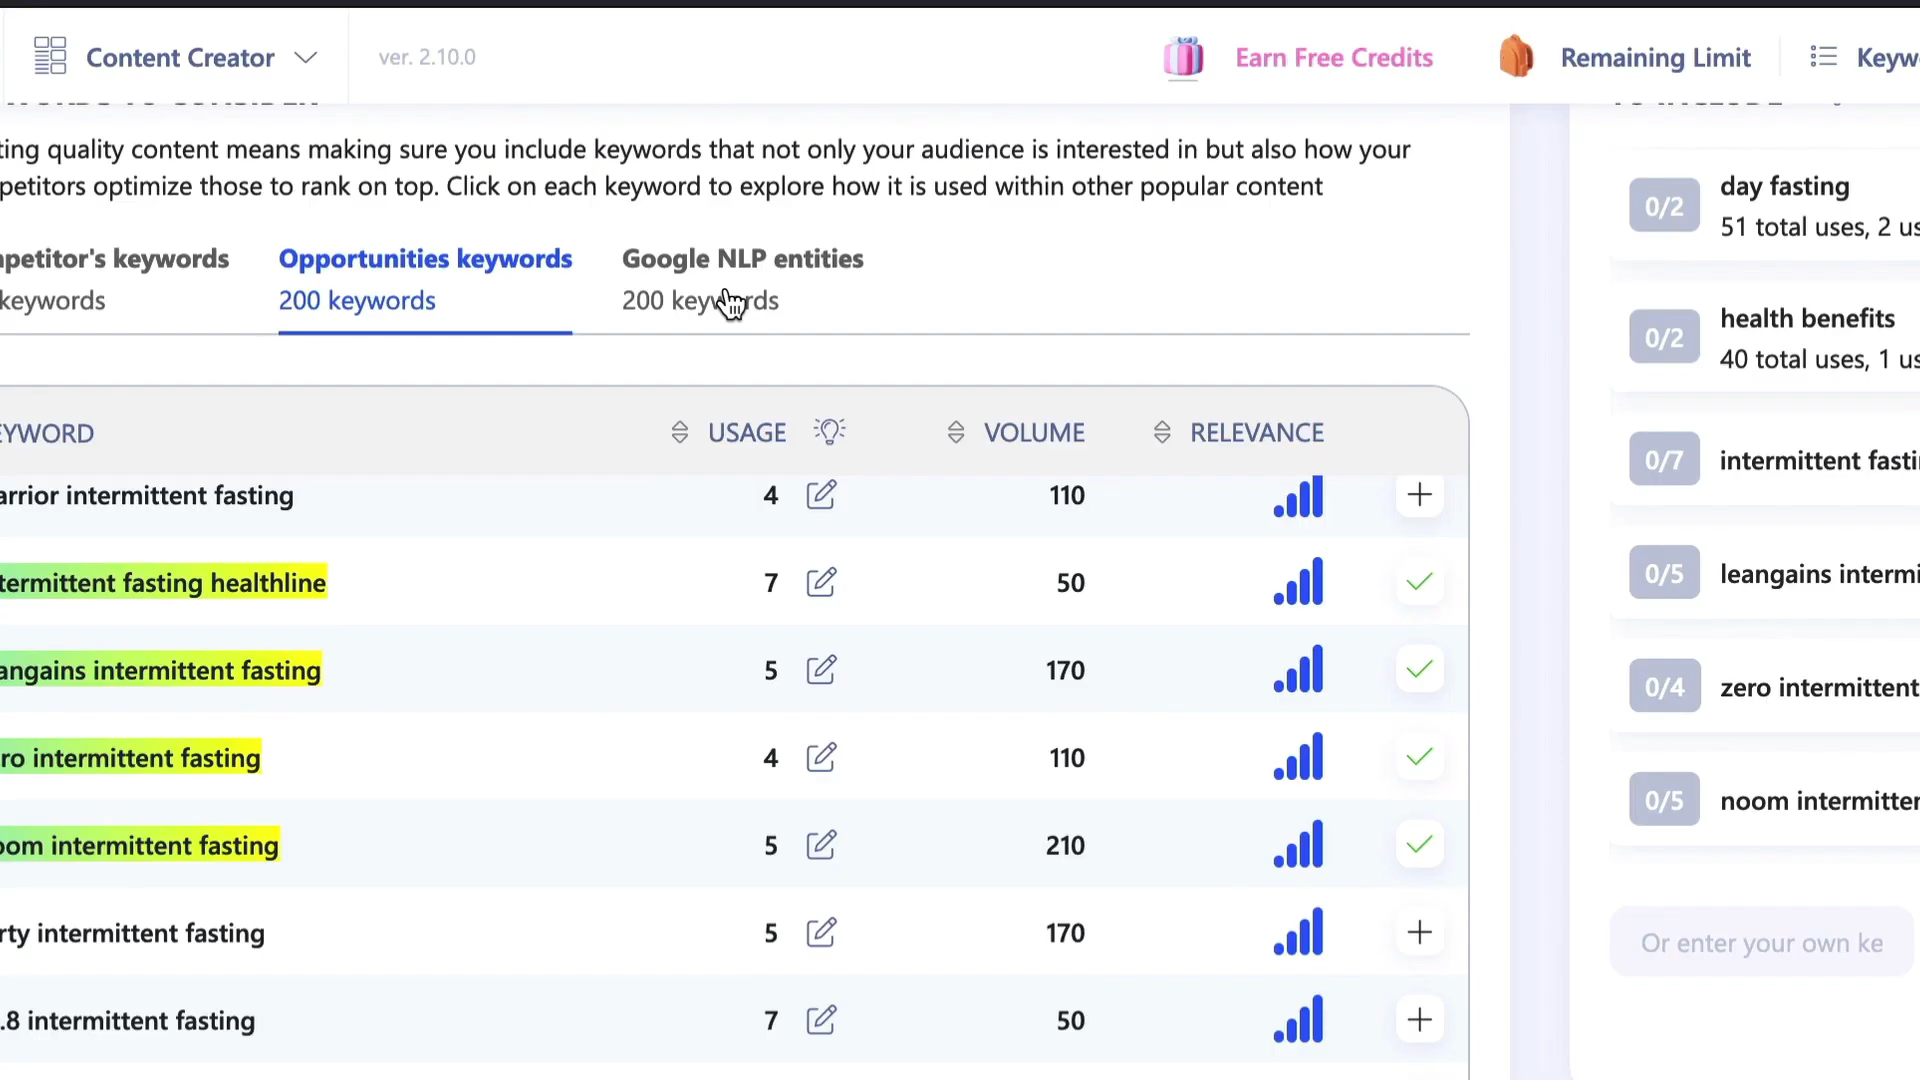 Content Creator
ver. 2.10.0
Earn Free Credits
Remaining Limit
Keyw
ting quality content means making sure you include keywords that not only your audience is interested in but also how your
petitors optimize those to rank on top. Click on each keyword to explore how it is used within other popular content
petitor's keywords
keywords
Opportunities keywords
200 keywords
Google NLP entities
200 keywords
EYWORD
USAGE
VOLUME
RELEVANCE
arrior intermittent fasting
4
110
termittent fasting healthline
7
50
angains intermittent fasting
5
170
ro intermittent fasting
4
110
oom intermittent fasting
5
210
rty intermittent fasting
5
170
.8 intermittent fasting
7
50
0/2
day fasting
51 total uses, 2 us
0/2
health benefits
40 total uses, 1 us
0/7
intermittent fasti
0/5
leangains intermi
0/4
zero intermittent
0/5
noom intermitte
Or enter your own ke